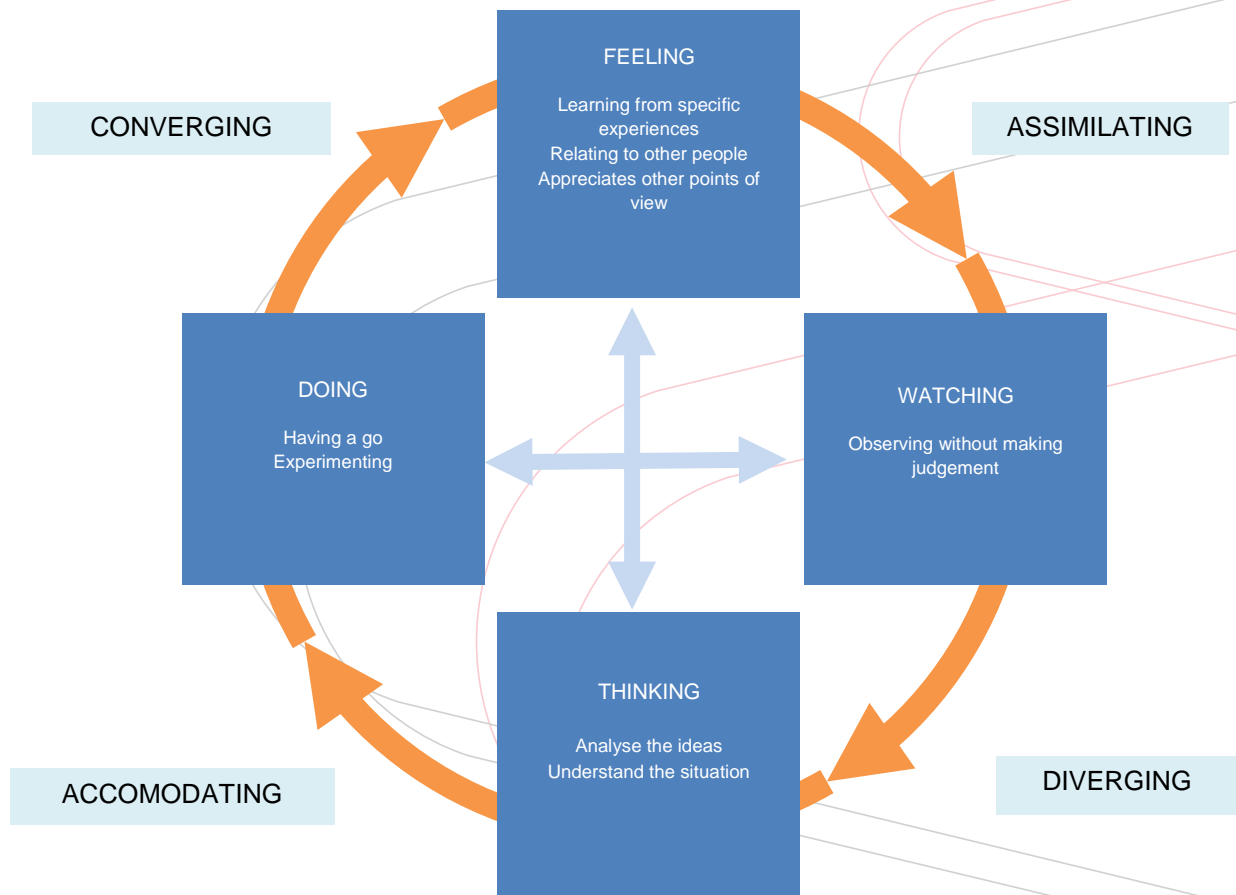 FEELING
Learning from specific
experiences
Relating to other people
Appreciates other points of
view
CONVERGING
ASSIMILATING
DOING
Having a go
Experimenting
WATCHING
Observing without making
judgement
THINKING
Analyse the ideas
Understand the situation
ACCOMODATING
DIVERGING